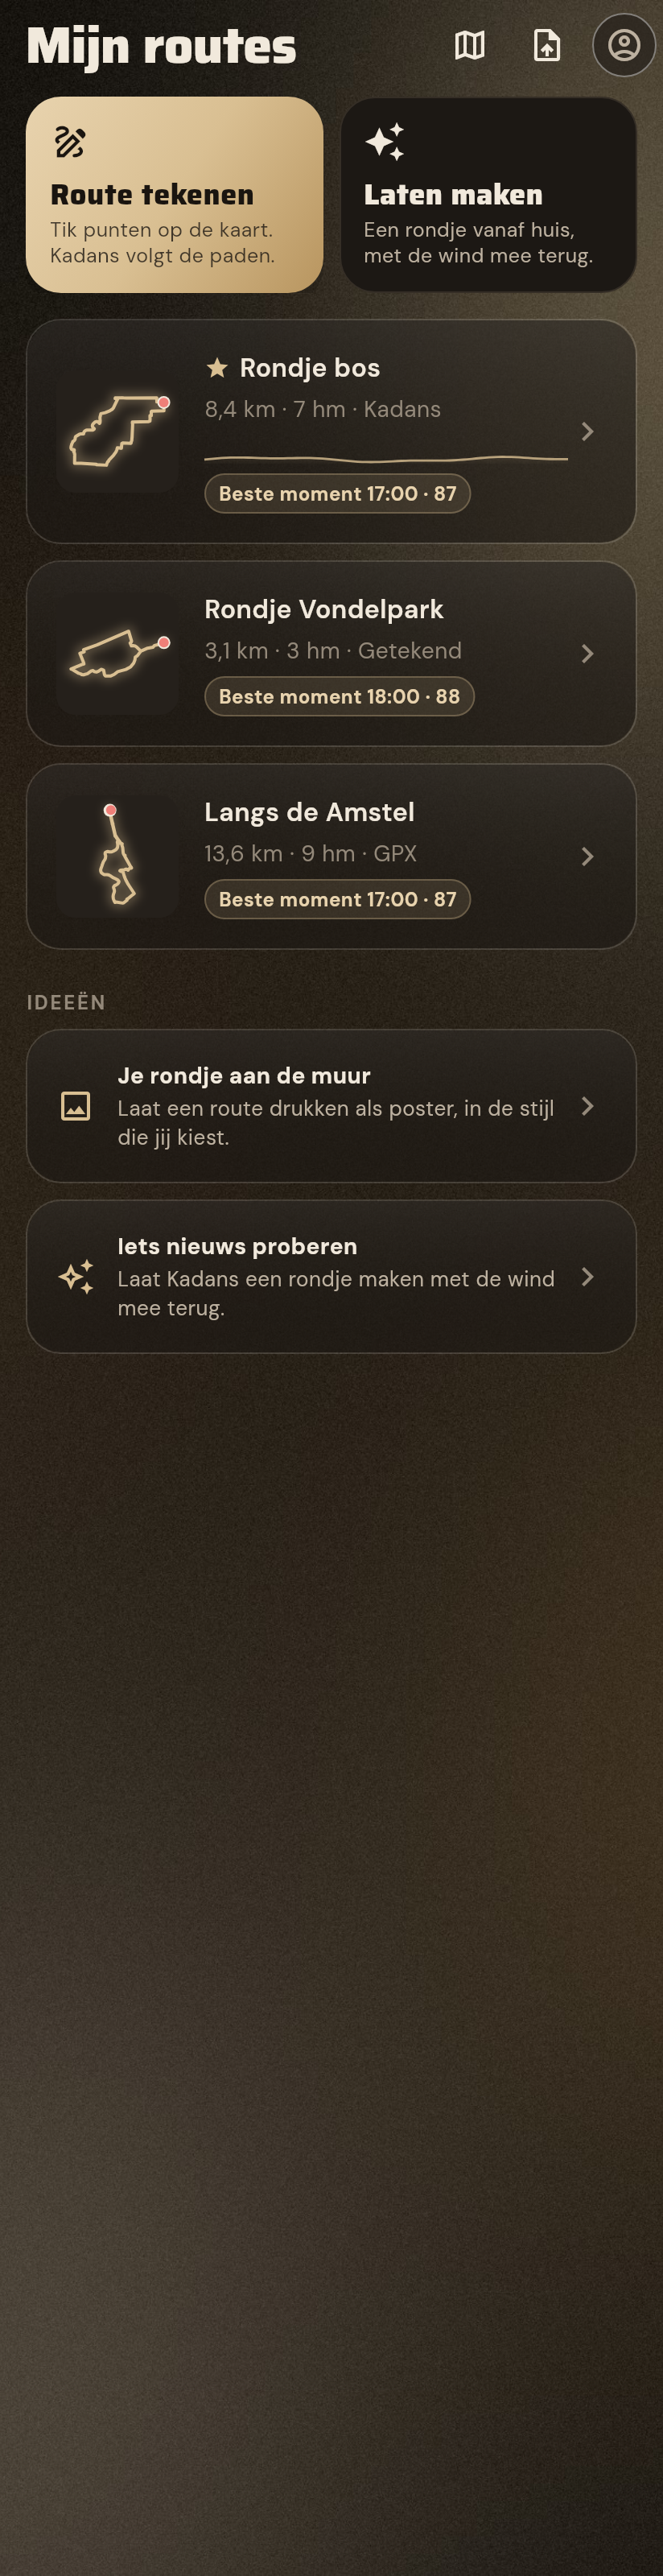 Mijn routes
Route tekenen
Tik punten op de kaart.
Kadans volgt de paden.
Laten maken
Een rondje vanaf huis,
met de wind mee terug.
Rondje bos
8,4 km · 7 hm · Kadans
Beste moment 17:00 · 87
Rondje Vondelpark
3,1 km · 3 hm · Getekend
Beste moment 18:00 · 88
Langs de Amstel
13,6 km · 9 hm · GPX
Beste moment 17:00 · 87
IDEEËN
Je rondje aan de muur
Laat een route drukken als poster, in de stijl
die jij kiest.
Iets nieuws proberen
Laat Kadans een rondje maken met de wind
mee terug.